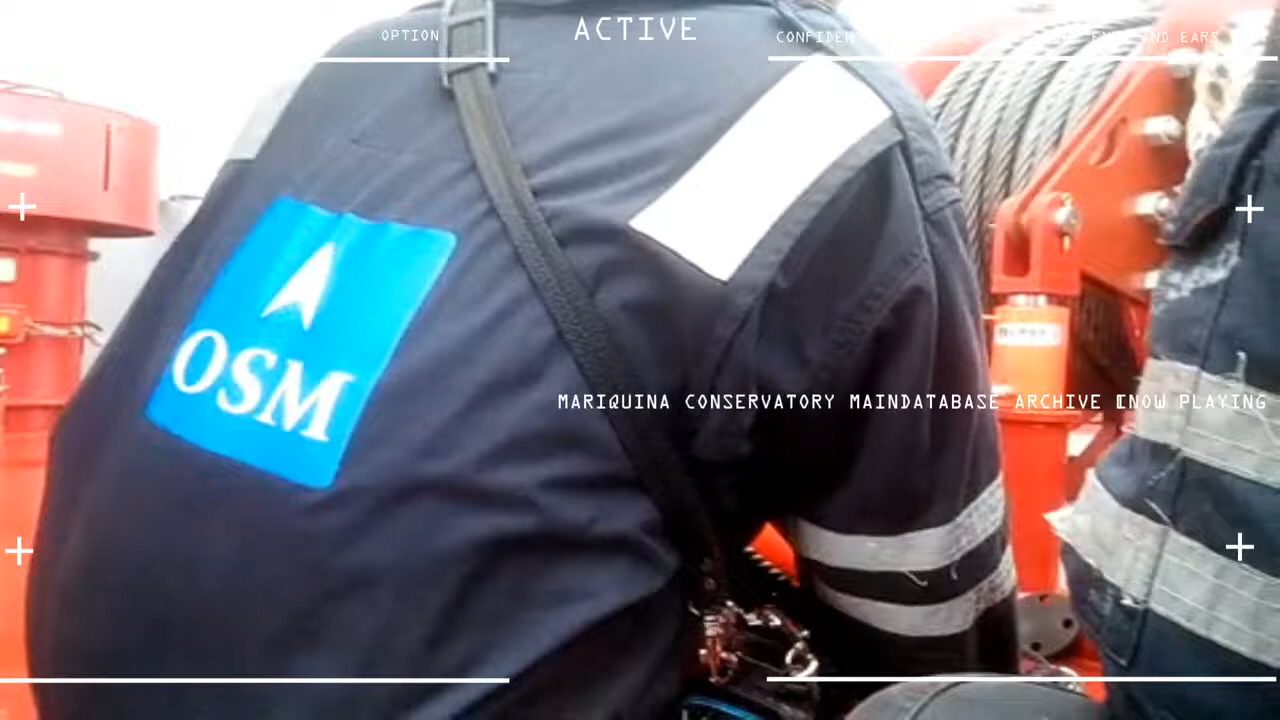 OPTION
ACTIVE
OSM
MARIQUINA CONSERVATORY MAINDATABASE ARCHIVE [NOW PLAYING